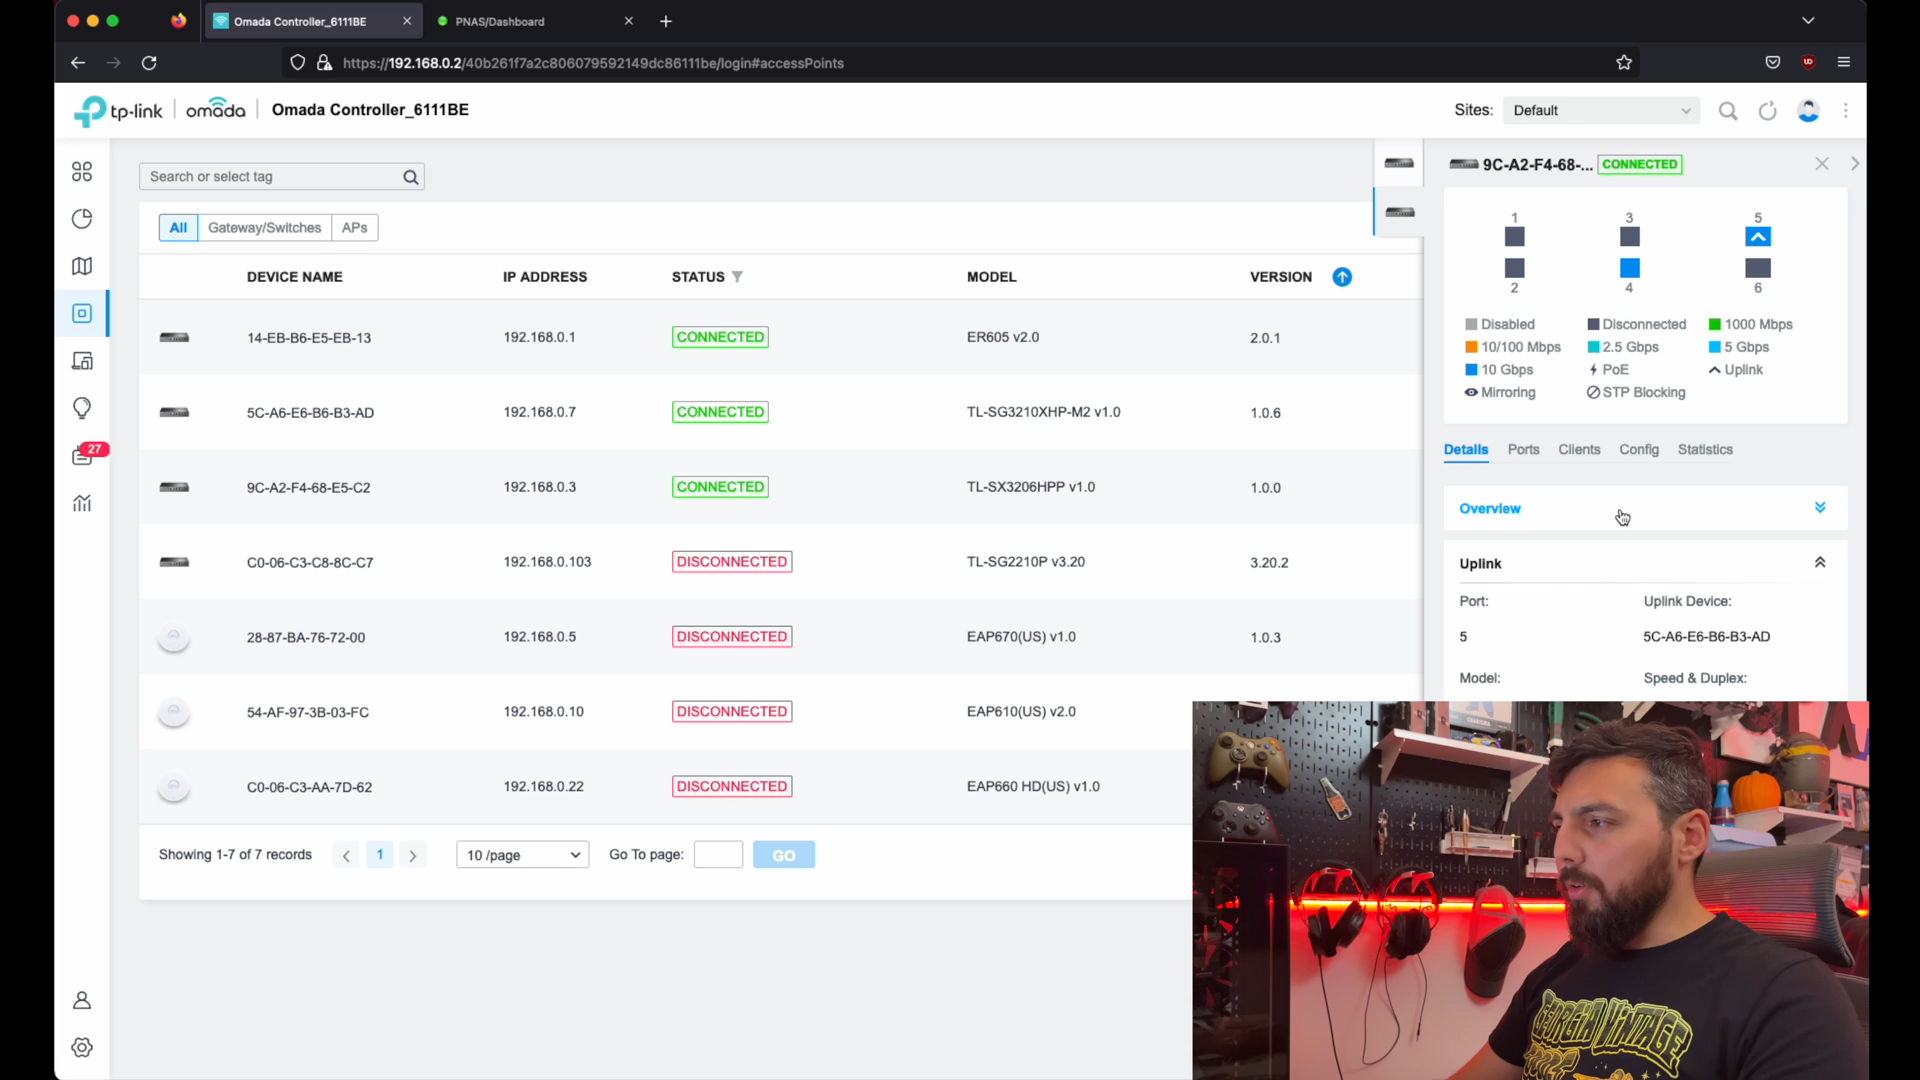 Omada Controller_6111BE
PNAS/Dashboard
https://192.168.0.2/40b261f7a2c806079592149dc86111be/login#accessPoints
tp-link | omada | Omada Controller_6111BE
Sites: Default
Search or select tag
All Gateway/Switches APs
DEVICE NAME IP ADDRESS STATUS MODEL VERSION
14-EB-B6-E5-EB-13 192.168.0.1 CONNECTED ER605 v2.0 2.0.1
5C-A6-E6-B6-B3-AD 192.168.0.7 CONNECTED TL-SG3210XHP-M2 v1.0 1.0.6
9C-A2-F4-68-E5-C2 192.168.0.3 CONNECTED TL-SX3206HPP v1.0 1.0.0
C0-06-C3-C8-8C-C7 192.168.0.103 DISCONNECTED TL-SG2210P v3.20 3.20.2
28-87-BA-76-72-00 192.168.0.5 DISCONNECTED EAP670(US) v1.0 1.0.3
54-AF-97-3B-03-FC 192.168.0.10 DISCONNECTED EAP610(US) v2.0
C0-06-C3-AA-7D-62 192.168.0.22 DISCONNECTED EAP660 HD(US) v1.0
Showing 1-7 of 7 records 1 10 /page Go To page: GO
27
9C-A2-F4-68-... CONNECTED
1 3 5
2 4 6
Disabled Disconnected 1000 Mbps
10/100 Mbps 2.5 Gbps 5 Gbps
10 Gbps PoE Uplink
Mirroring STP Blocking
Details Ports Clients Config Statistics
Overview
Uplink
Port: Uplink Device:
5 5C-A6-E6-B6-B3-AD
Model: Speed & Duplex:
GEORGIA VINTAGE